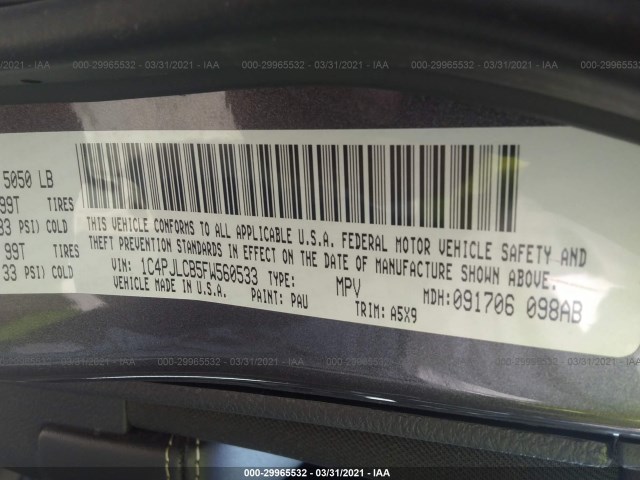 000-29965532 - 03/31/2021 - IAA 000-29965532 - 03/31/2021 - IAA 000-29965532 - 03/31/2021 - IAA
5050 LB
99T TIRES
33 PSI) COLD
99T TIRES
33 PSI) COLD
THIS VEHICLE CONFORMS TO ALL APPLICABLE U.S.A. FEDERAL MOTOR VEHICLE SAFETY AND
THEFT PREVENTION STANDARDS IN EFFECT ON THE DATE OF MANUFACTURE SHOWN ABOVE.
VIN: 1C4PJLCB5FW560533 TYPE: MPV MDH:091706 098AB
VEHICLE MADE IN U.S.A. PAINT: PAU TRIM: A5X9
000-29965532 - 03/31/2021 - IAA 000-29965532 - 03/31/2021 - IAA 000-29965532 - 03/31/2021 - IAA
000-29965532 - 03/31/2021 - IAA